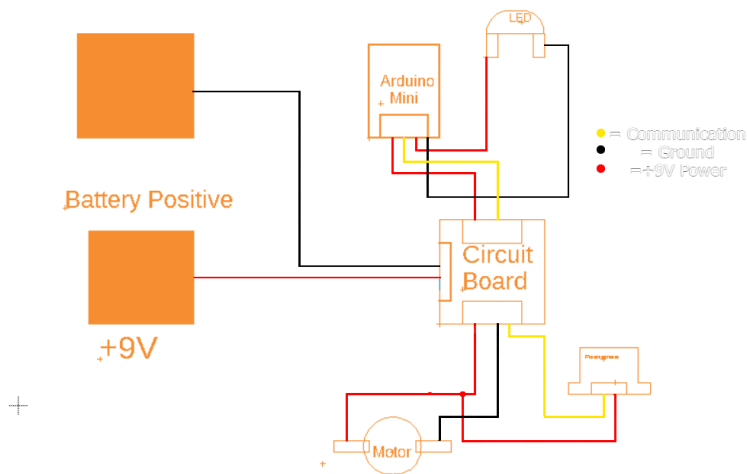 LED
Arduino
Mini
= Communication
= Ground
=+9V Power
Battery Positive
Circuit
Board
+9V
Motor